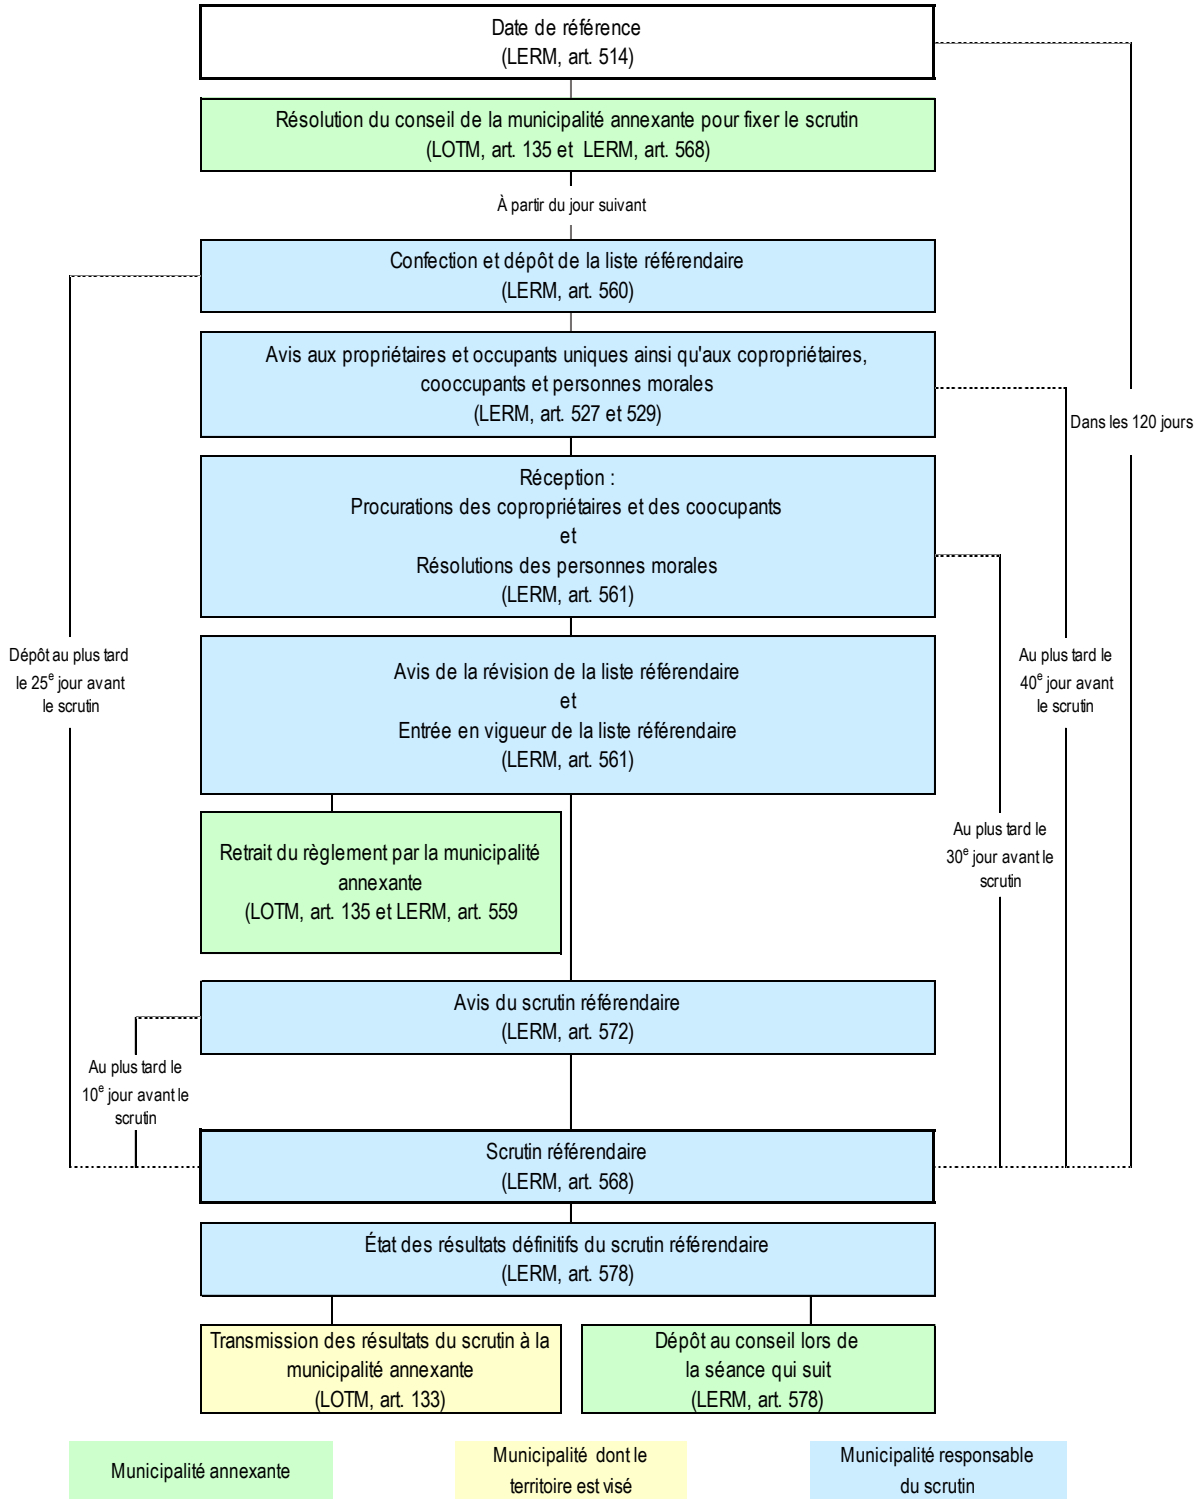 Date de référence
(LERM, art. 514)
Résolution du conseil de la municipalité annexante pour fixer le scrutin
(LOTM, art. 135 et LERM, art. 568)
À partir du jour suivant
Confection et dépôt de la liste référendaire
(LERM, art. 560)
Avis aux propriétaires et occupants uniques ainsi qu'aux copropriétaires,
cooccupants et personnes morales
(LERM, art. 527 et 529)
Dans les 120 jours
Réception :
Procurations des copropriétaires et des coocupants
et
Résolutions des personnes morales
(LERM, art. 561)
Dépôt au plus tard
le 25e jour avant
le scrutin
Avis de la révision de la liste référendaire
et
Entrée en vigueur de la liste référendaire
(LERM, art. 561)
Au plus tard le
40e jour avant
le scrutin
Au plus tard le
30e jour avant le
scrutin
Retrait du règlement par la municipalité
annexante
(LOTM, art. 135 et LERM, art. 559
Avis du scrutin référendaire
(LERM, art. 572)
Au plus tard le
10e jour avant le
scrutin
Scrutin référendaire
(LERM, art. 568)
État des résultats définitifs du scrutin référendaire
(LERM, art. 578)
Transmission des résultats du scrutin à la
municipalité annexante
(LOTM, art. 133)
Dépôt au conseil lors de
la séance qui suit
(LERM, art. 578)
Municipalité annexante
Municipalité dont le
territoire est visé
Municipalité responsable
du scrutin